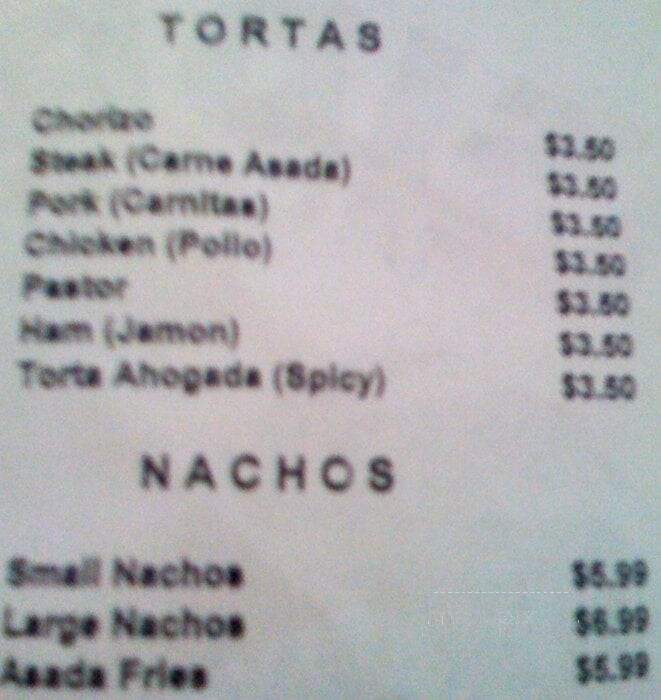 TORTAS
Chorizo $3.50
Steak (Carne Asada) $3.50
Pork (Carnitas) $3.50
Chicken (Pollo) $3.50
Pastor $3.50
Ham (Jamon) $3.50
Torta Ahogada (Spicy) $3.50
NACHOS
Small Nachos $5.99
Large Nachos $6.99
Asada Fries $5.99